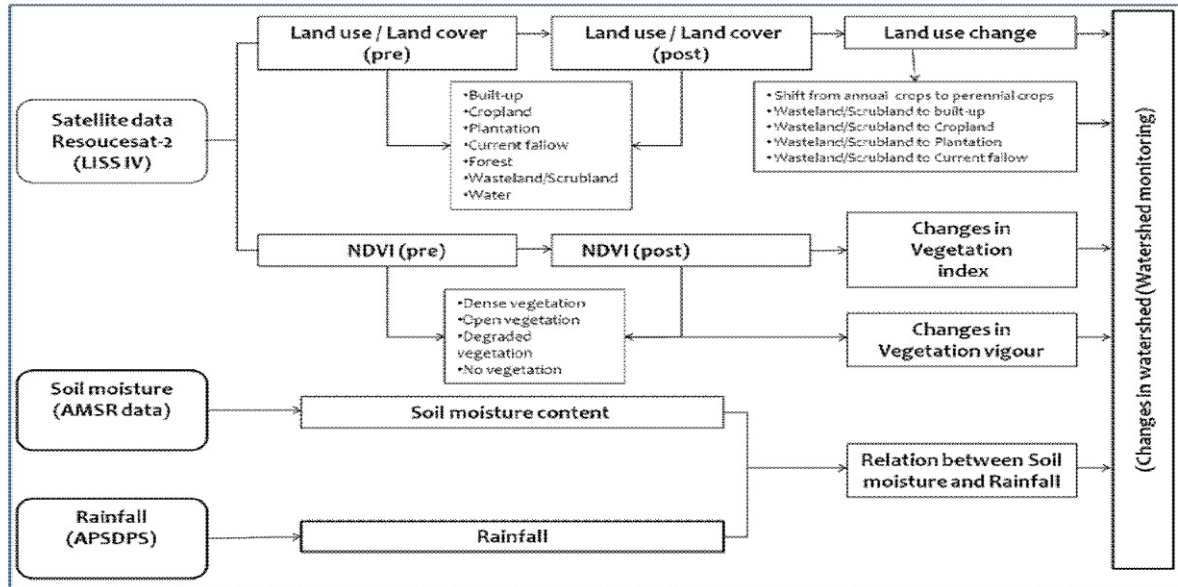 Land use / Land cover
(pre)
Land use / Land cover
(post)
Land use change
Satellite data
Resoucesat-2
(LISS IV)
•Built-up
•Cropland
•Plantation
•Current fallow
•Forest
•Wasteland/Scrubland
•Water
•Shift from annual crops to perennial crops
•Wasteland/Scrubland to built-up
•Wasteland/Scrubland to Cropland
•Wasteland/Scrubland to Plantation
•Wasteland/Scrubland to Current fallow
NDVI (pre)
NDVI (post)
Changes in
Vegetation
index
•Dense vegetation
•Open vegetation
•Degraded
vegetation
•No vegetation
Changes in
Vegetation vigour
Soil moisture
(AMSR data)
Soil moisture content
Relation between Soil
moisture and Rainfall
Rainfall
(APSDPS)
Rainfall
(Changes in watershed (Watershed monitoring)